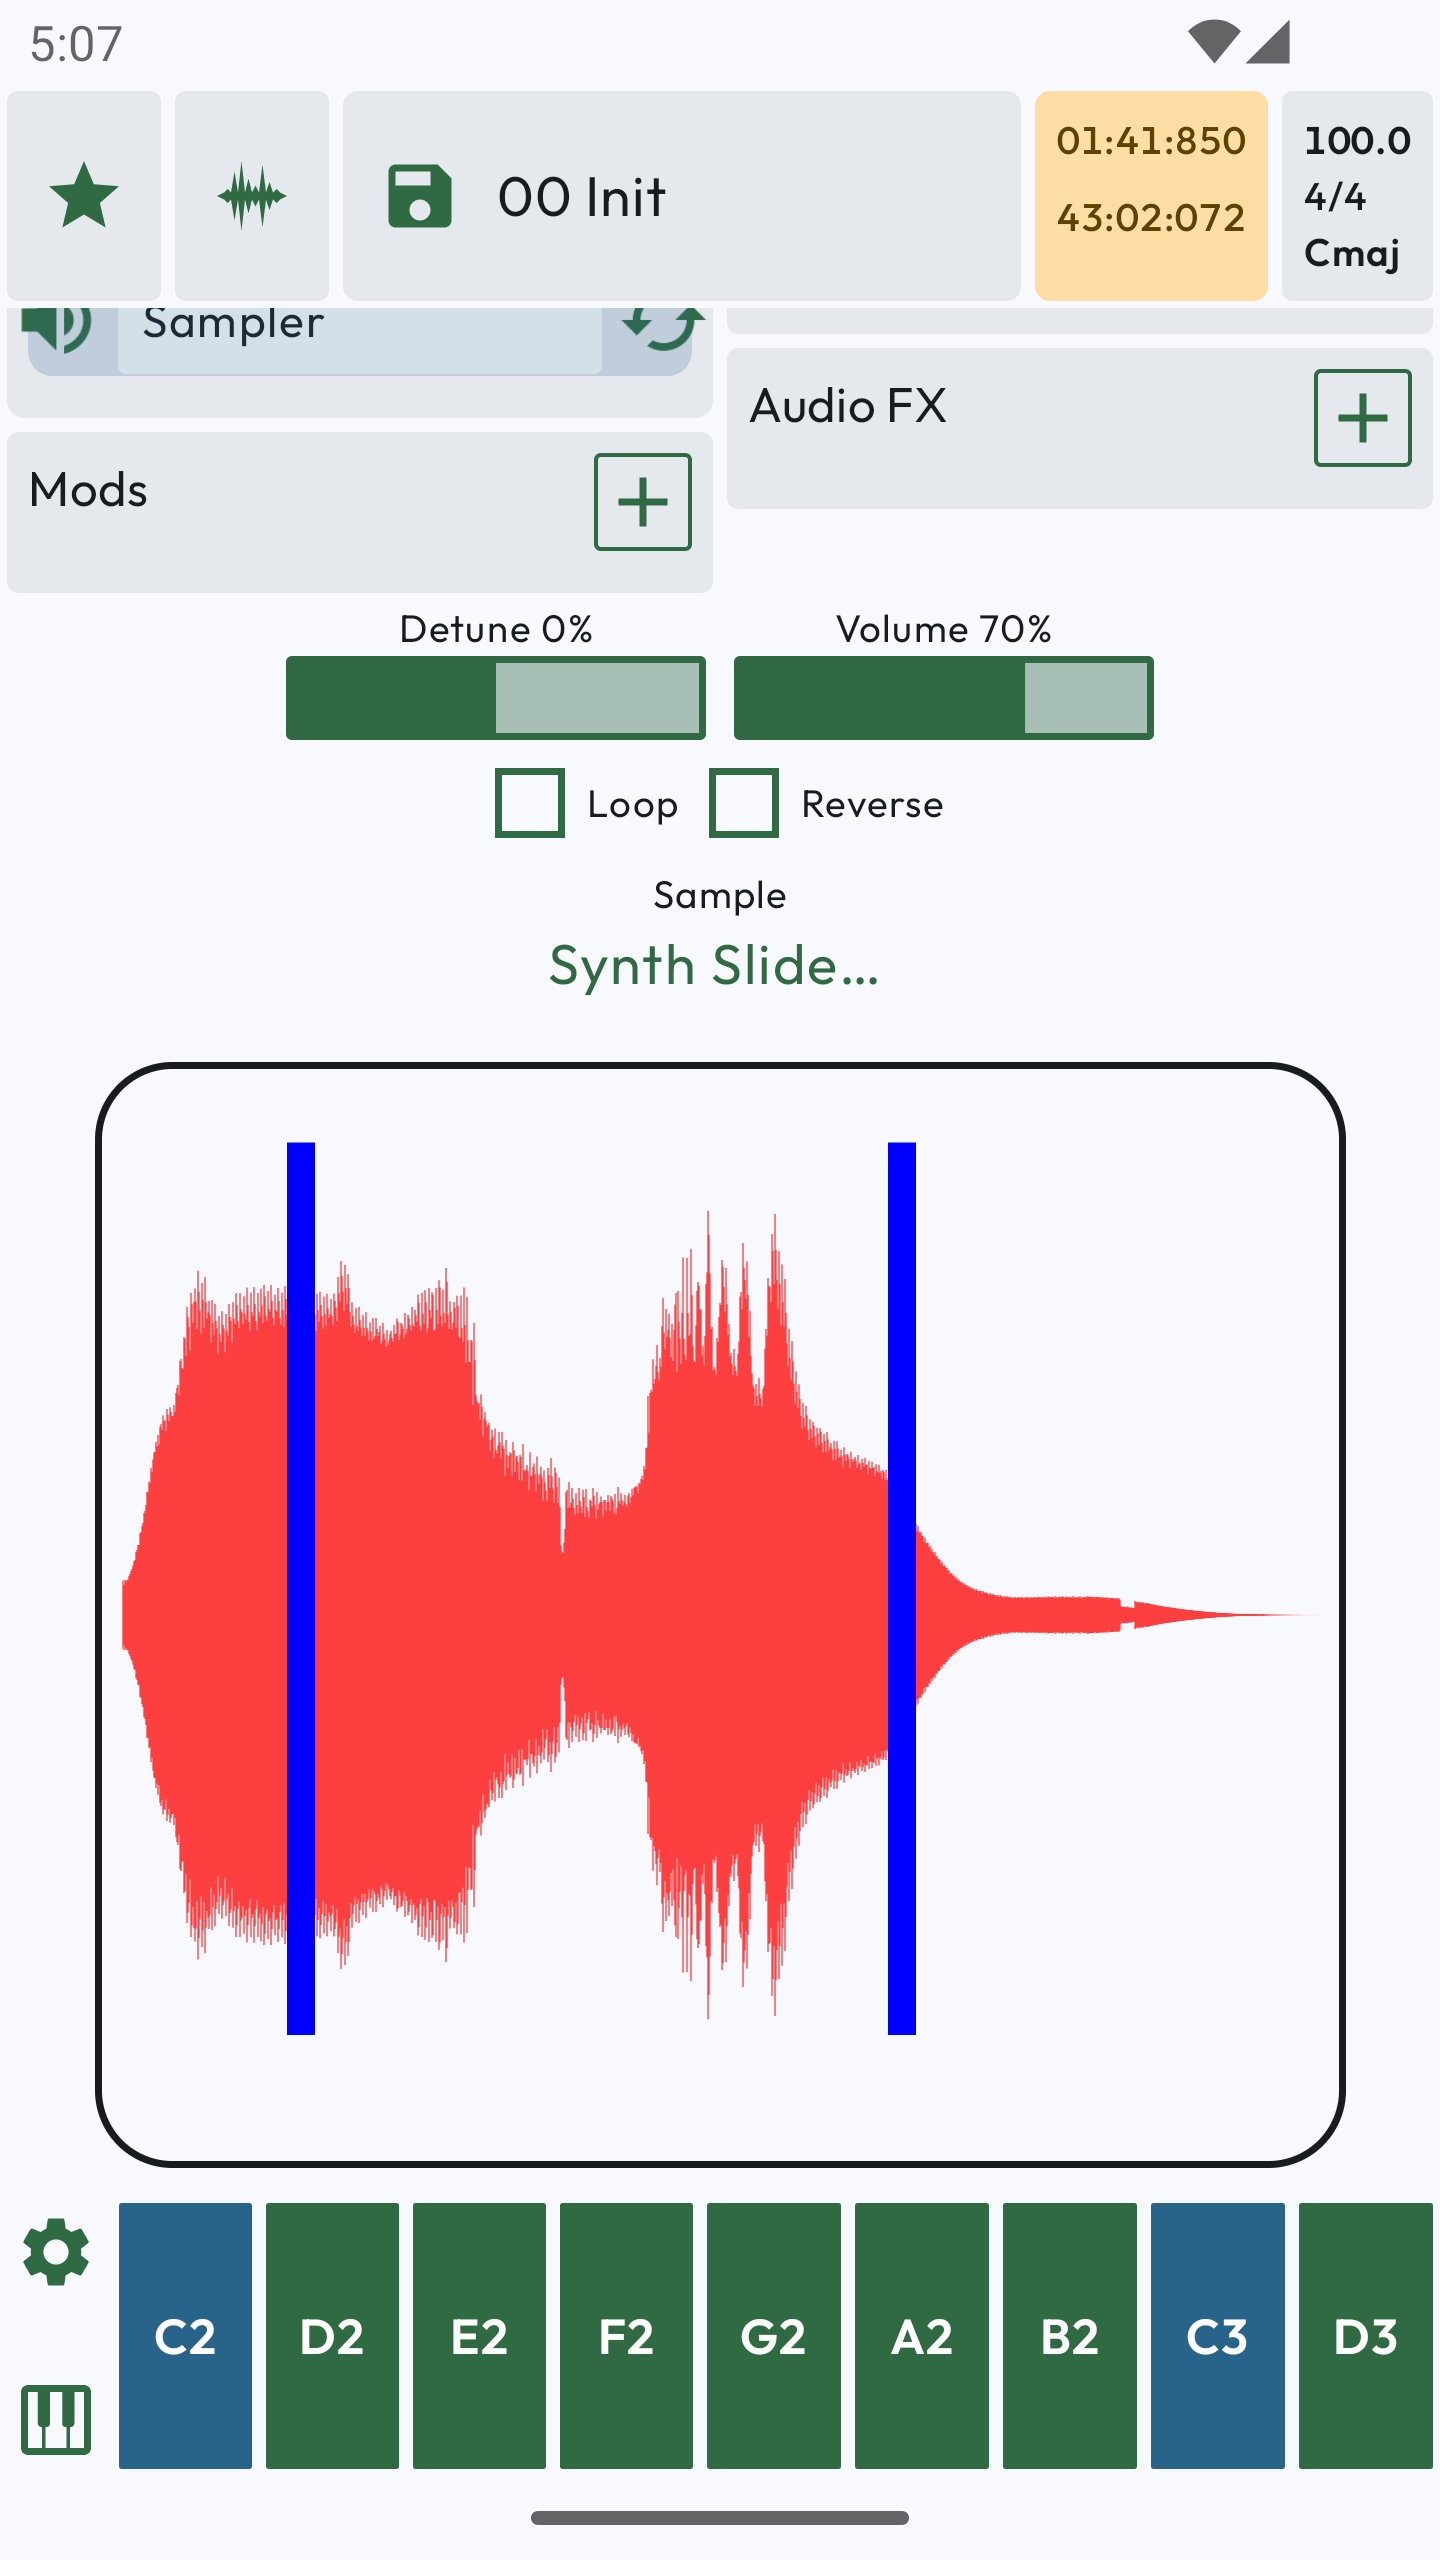 5:07
00 Init
01:41:850
43:02:072
100.0
4/4
Cmaj
Sampler
Audio FX
Mods
Detune 0%
Volume 70%
Loop
Reverse
Sample
Synth Slide…
C2
D2
E2
F2
G2
A2
B2
C3
D3